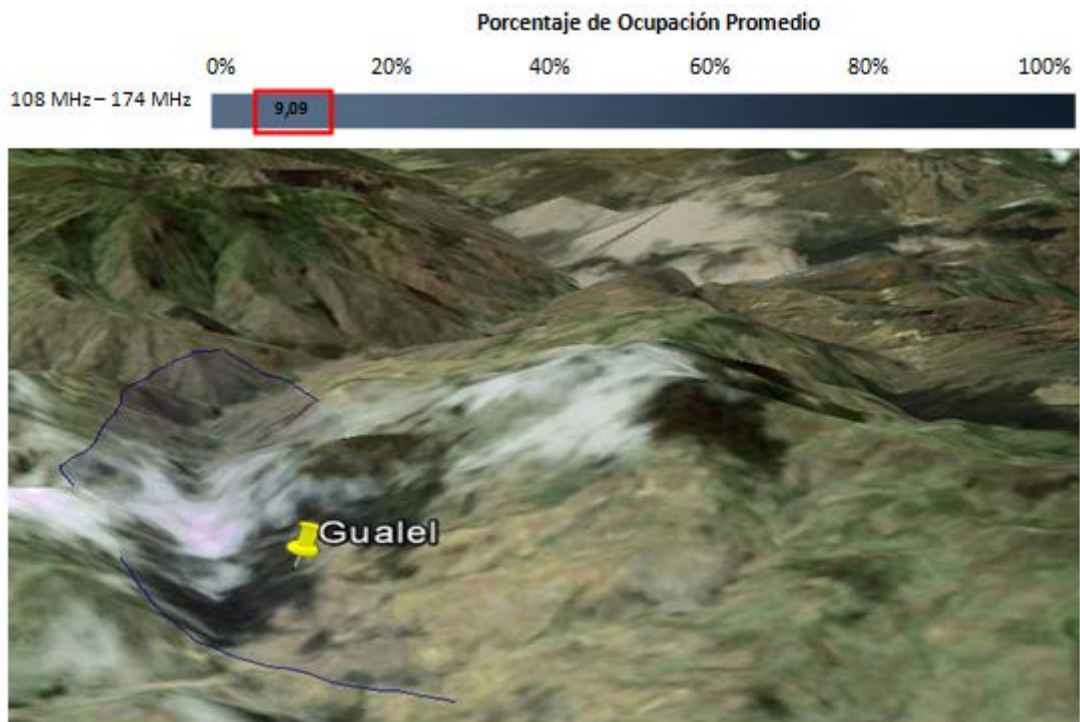 Porcentaje de Ocupación Promedio
0% 20% 40% 60% 80% 100%
108 MHz – 174 MHz 9,09
Gualel